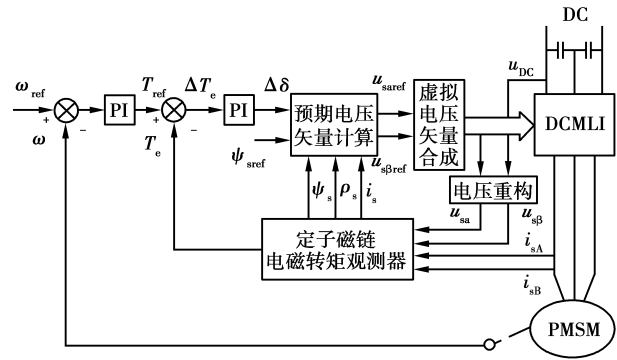 DC
u_DC
ω_ref
+
−
ω
PI
T_ref
+
−
T_e
ΔT_e
PI
Δδ
ψ_sref
预期电压
矢量计算
u_sαref
u_sβref
虚拟
电压
矢量
合成
DCMLI
电压重构
u_sα
u_sβ
ψ_s
ρ_s
i_s
定子磁链
电磁转矩观测器
i_sA
i_sB
PMSM